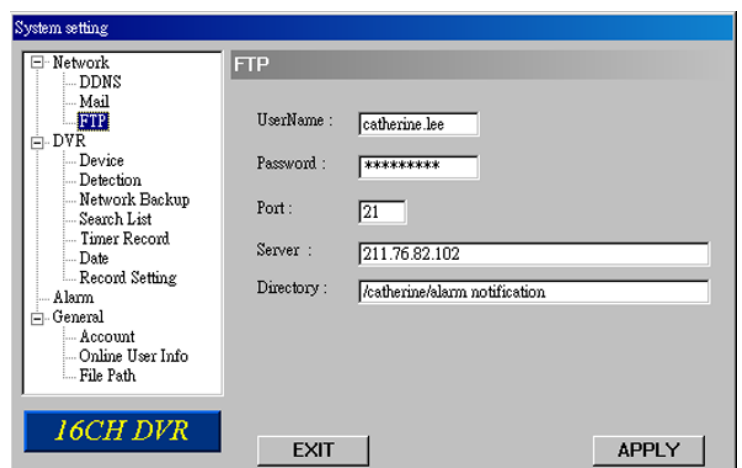 System setting
Network
DDNS
Mail
FTP
DVR
Device
Detection
Network Backup
Search List
Timer Record
Date
Record Setting
Alarm
General
Account
Online User Info
File Path
16CH DVR
FTP
UserName : catherine.lee
Password : *********
Port : 21
Server : 211.76.82.102
Directory : /catherine/alarm notification
EXIT APPLY